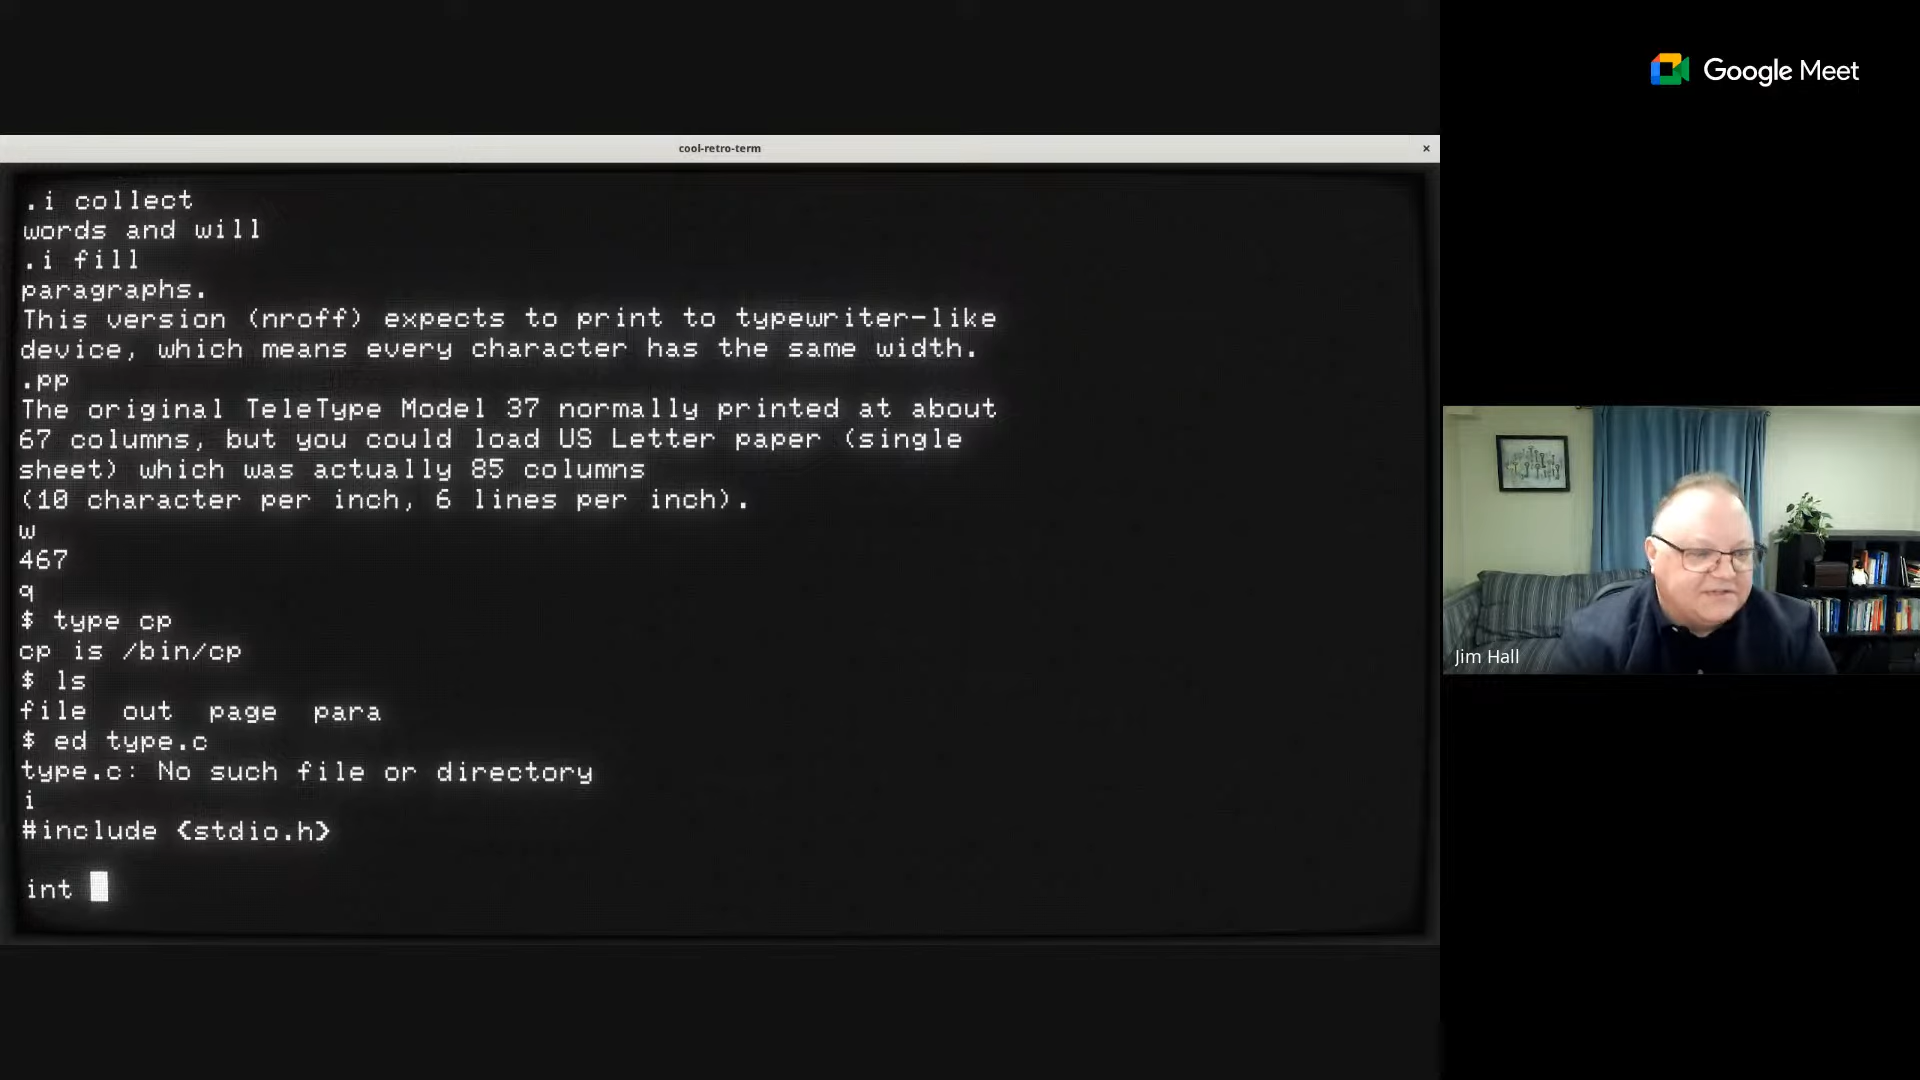 Google Meet
cool-retro-term
×
.i collect
words and will
.i fill
paragraphs.
This version (nroff) expects to print to typewriter-like
device, which means every character has the same width.
.pp
The original TeleType Model 37 normally printed at about
67 columns, but you could load US Letter paper (single
sheet) which was actually 85 columns
(10 character per inch, 6 lines per inch).
w
467
q
$ type cp
cp is /bin/cp
$ ls
file  out  page  para
$ ed type.c
type.c: No such file or directory
i
#include <stdio.h>
int
Jim Hall